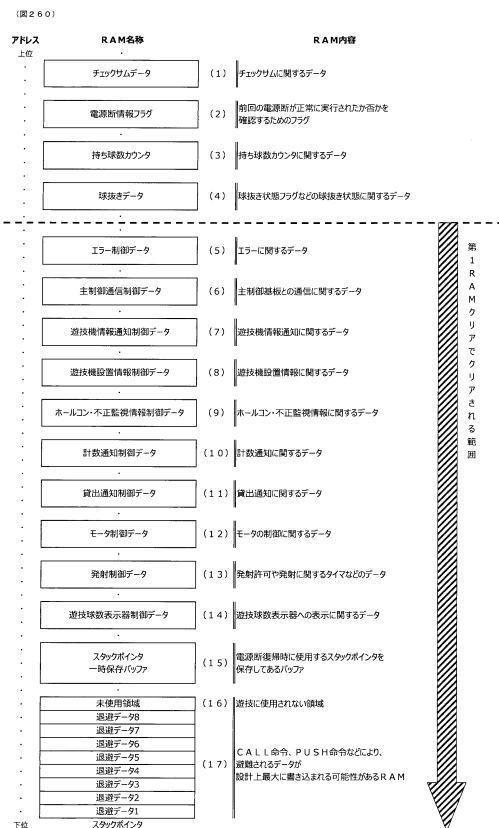 (図260)
アドレス RAM名称 RAM内容
上位
チェックサムデータ (1) チェックサムに関するデータ
電源断情報フラグ (2) 前回の電源断が正常に実行されたか否かを
確認するためのフラグ
持ち球数カウンタ (3) 持ち球数カウンタに関するデータ
球抜きデータ (4) 球抜き状態フラグなどの球抜き状態に関するデータ
エラー制御データ (5) エラーに関するデータ
主制御通信制御データ (6) 主制御基板との通信に関するデータ
遊技機情報通知制御データ (7) 遊技機情報通知に関するデータ
遊技機設置情報制御データ (8) 遊技機設置情報に関するデータ
ホールコン・不正監視情報制御データ (9) ホールコン・不正監視情報に関するデータ
計数通知制御データ (10) 計数通知に関するデータ
貸出通知制御データ (11) 貸出通知に関するデータ
モータ制御データ (12) モータの制御に関するデータ
発射制御データ (13) 発射許可や発射に関するタイマなどのデータ
遊技球数表示器制御データ (14) 遊技球数表示器への表示に関するデータ
スタックポインタ
一時保存バッファ (15) 電源断復帰時に使用するスタックポインタを
保存してあるバッファ
未使用領域 (16) 遊技に使用されない領域
退避データ8
退避データ7
退避データ6
退避データ5
退避データ4
退避データ3
退避データ2
退避データ1
(17) CALL命令、PUSH命令などにより、
避難されるデータが
設計上最大に書き込まれる可能性があるRAM
下位 スタックポインタ
第1RAMクリアでクリアされる範囲